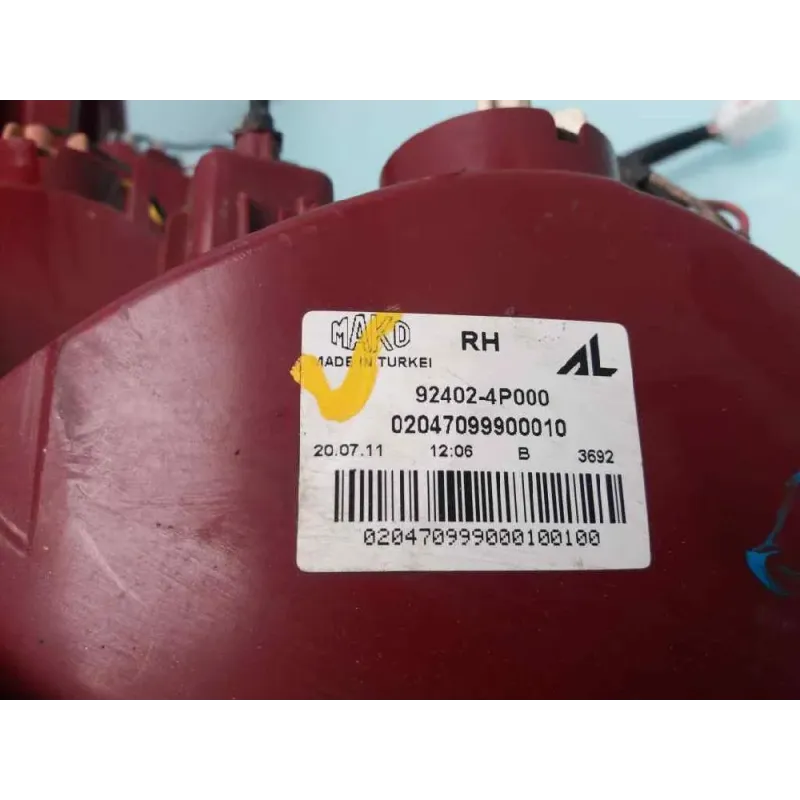 MAKO RH AL
MADE IN TURKEI
92402-4P000
02047099900010
20.07.11 12:06 B 3692
020470999000100100